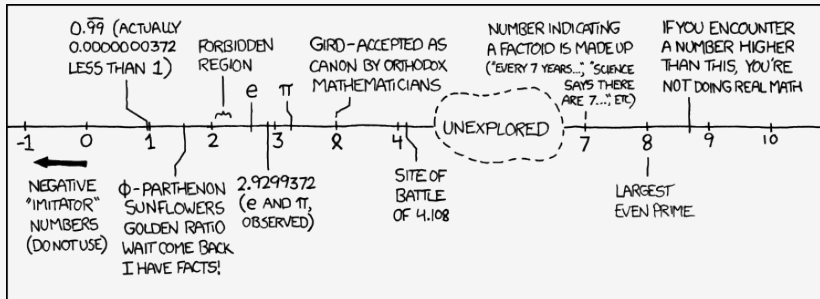 0.99 (ACTUALLY
0.0000000372
LESS THAN 1)
FORBIDDEN
REGION
GIRD-ACCEPTED AS
CANON BY ORTHODOX
MATHEMATICIANS
NUMBER INDICATING
A FACTOID IS MADE UP
("EVERY 7 YEARS...", "SCIENCE
SAYS THERE
ARE 7...", ETC)
IF YOU ENCOUNTER
A NUMBER HIGHER
THAN THIS, YOU'RE
NOT DOING REAL MATH
e
π
UNEXPLORED
-1 0 1 2 3 4 7 8 9 10
NEGATIVE
"IMITATOR"
NUMBERS
(DO NOT USE)
Φ-PARTHENON
SUNFLOWERS
GOLDEN RATIO
WAIT COME BACK
I HAVE FACTS!
2.9299372
(e AND π,
OBSERVED)
SITE OF
BATTLE
OF 4.108
LARGEST
EVEN PRIME